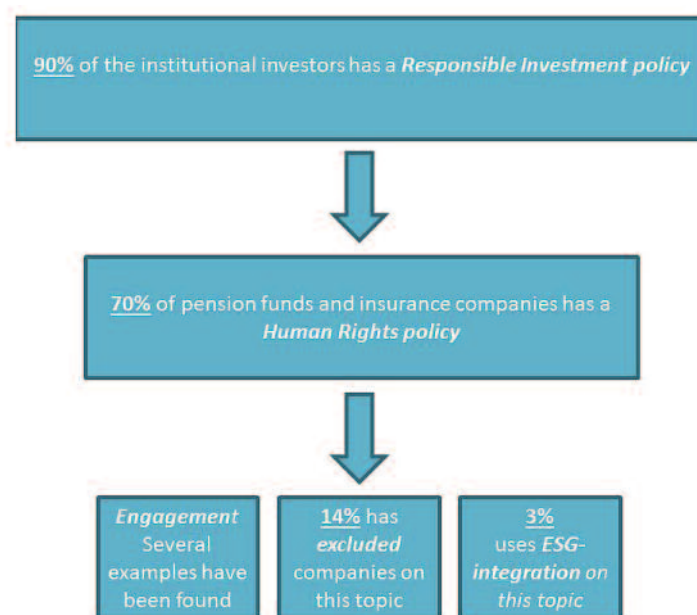 90% of the institutional investors has a Responsible Investment policy
70% of pension funds and insurance companies has a
Human Rights policy
Engagement
Several
examples have
been found
14% has
excluded
companies on
this topic
3%
uses ESG-
integration on
this topic